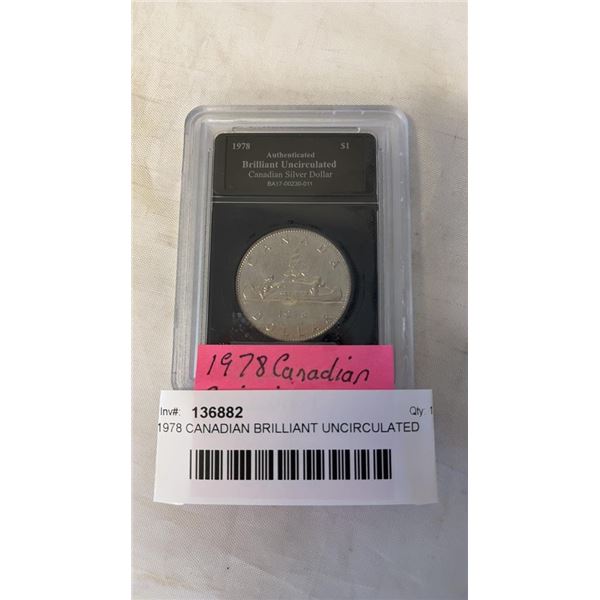 1978 $1
Authenticated
Brilliant Uncirculated
Canadian Silver Dollar
BA17-00230-011
CANADA
1978
DOLLAR
1978 Canadian
Inv#: 136882 Qty: 1
1978 CANADIAN BRILLIANT UNCIRCULATED